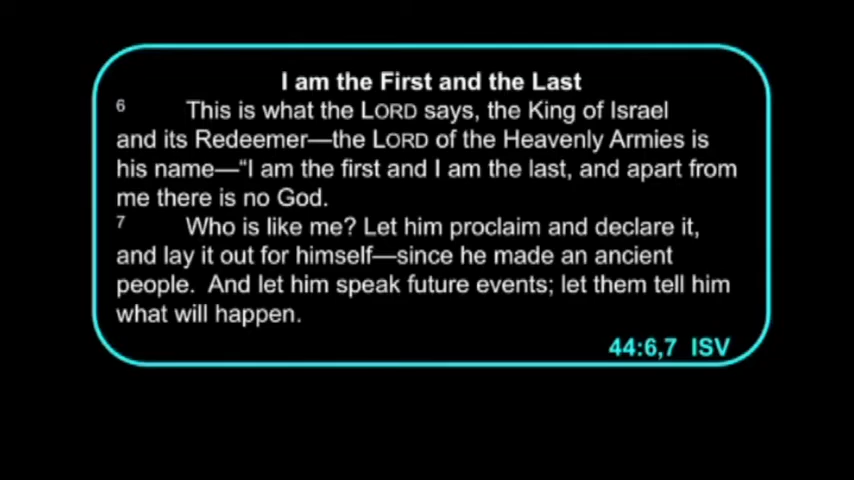 I am the First and the Last
6 This is what the LORD says, the King of Israel
and its Redeemer—the LORD of the Heavenly Armies is
his name—“I am the first and I am the last, and apart from
me there is no God.
7 Who is like me? Let him proclaim and declare it,
and lay it out for himself—since he made an ancient
people.  And let him speak future events; let them tell him
what will happen.
44:6,7  ISV